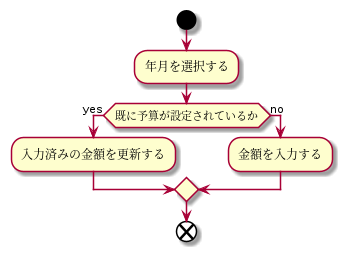 年月を選択する
yes
既に予算が設定されているか
no
入力済みの金額を更新する
金額を入力する